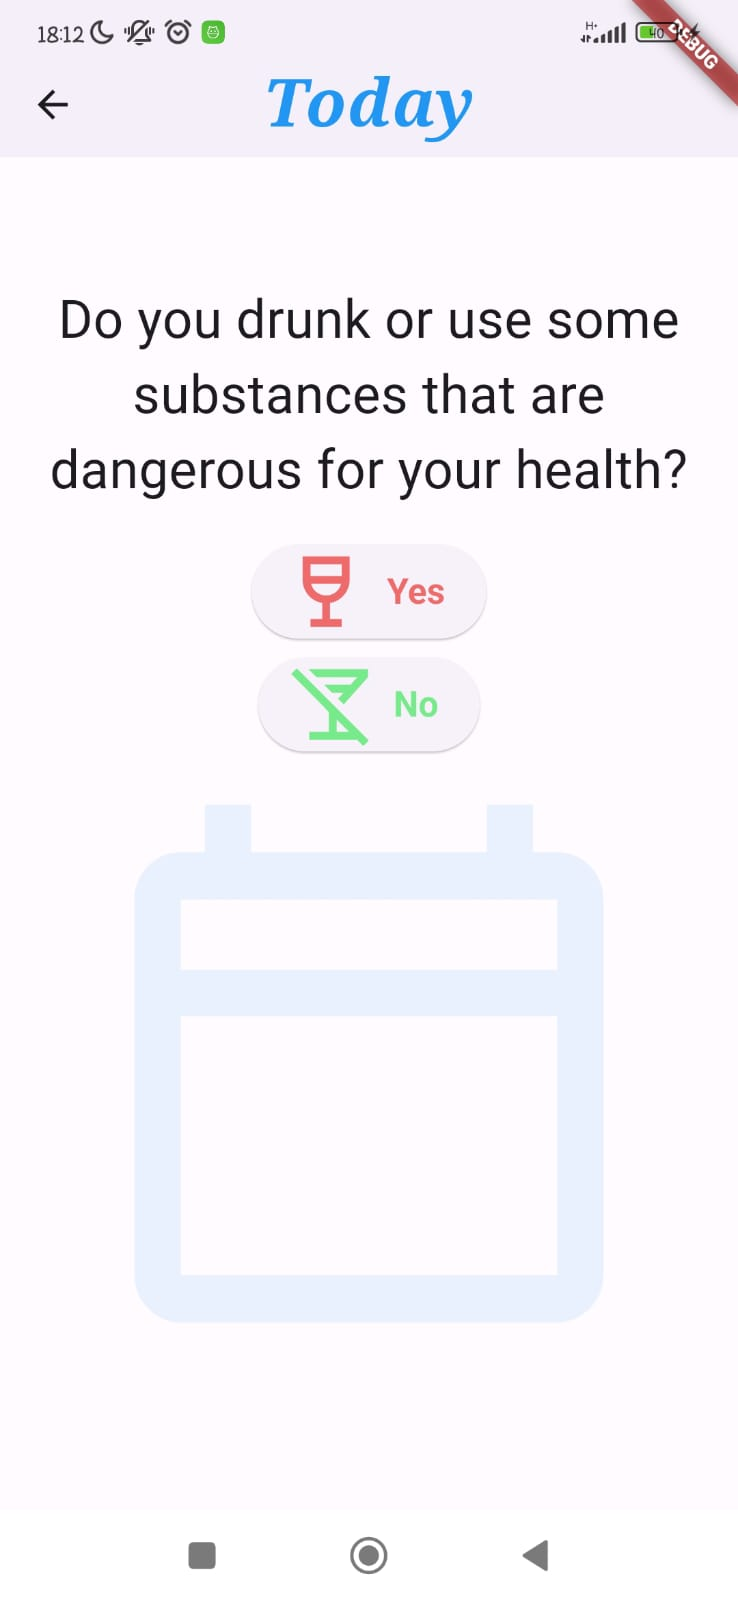 18:12
H+
40
DEBUG
Today
Do you drunk or use some
substances that are
dangerous for your health?
Yes
No